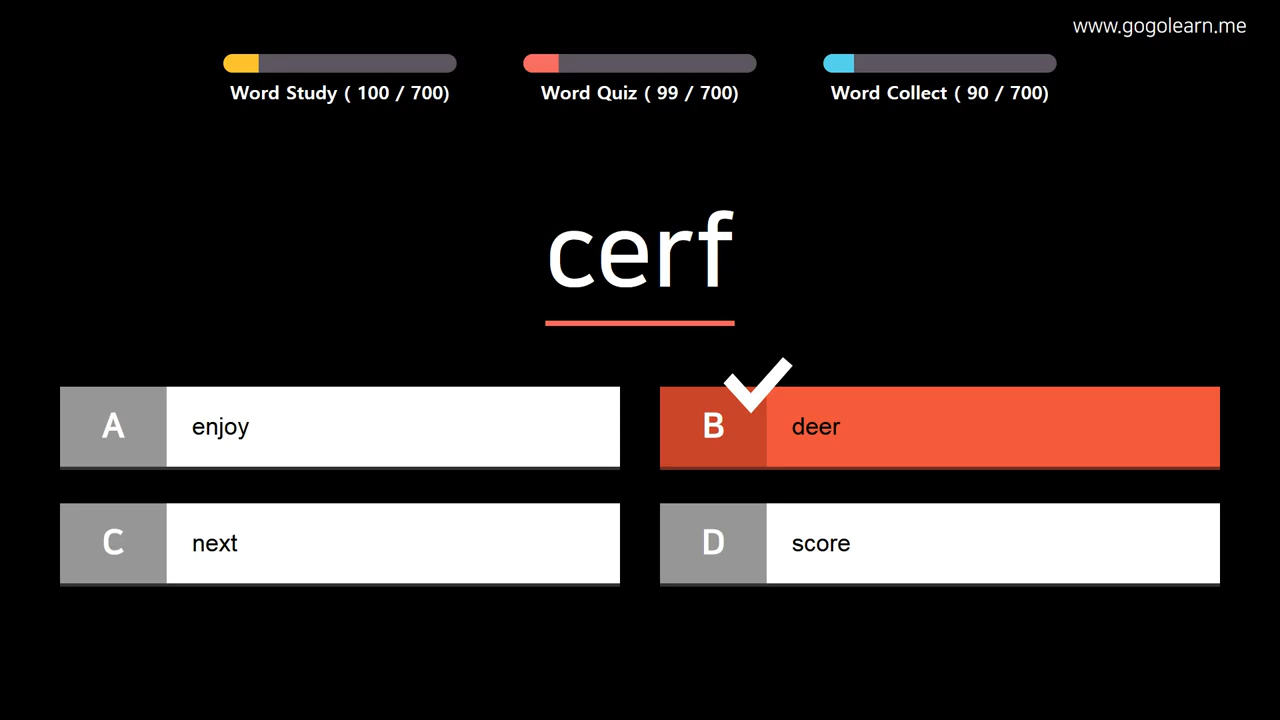 www.gogolearn.me
Word Study ( 100 / 700)
Word Quiz ( 99 / 700)
Word Collect ( 90 / 700)
cerf
A enjoy
B deer
C next
D score